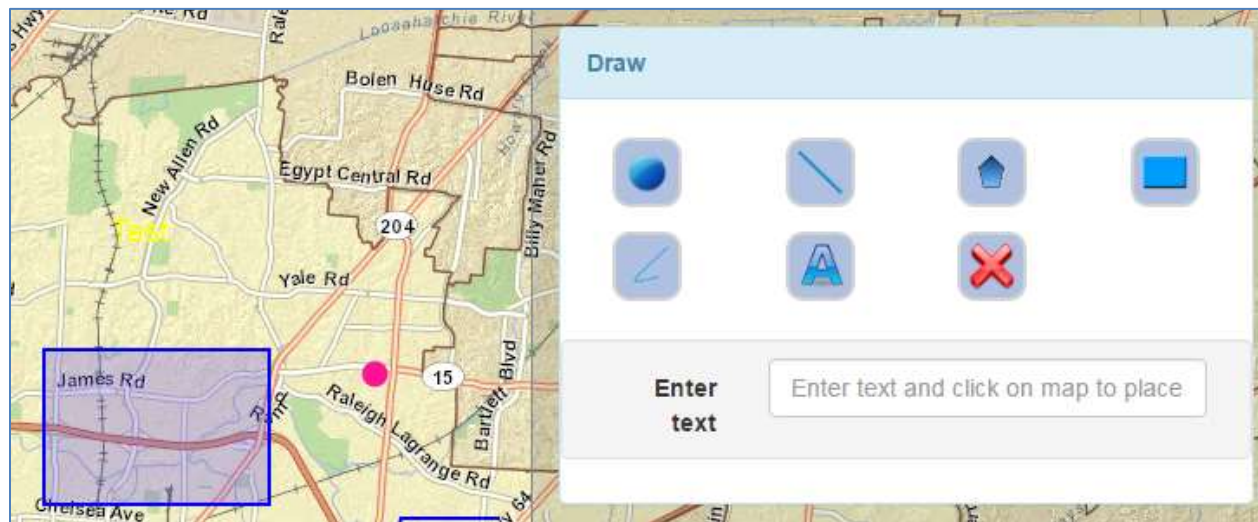 Loosahatchie River
Bolen Huse Rd
New Allen Rd
Egypt Central Rd
Billy Maher Rd
Test
204
Yale Rd
James Rd
15
Raleigh Lagrange Rd
Bartlett Blvd
Chelsea Ave
64
Draw
A
Enter
text
Enter text and click on map to place